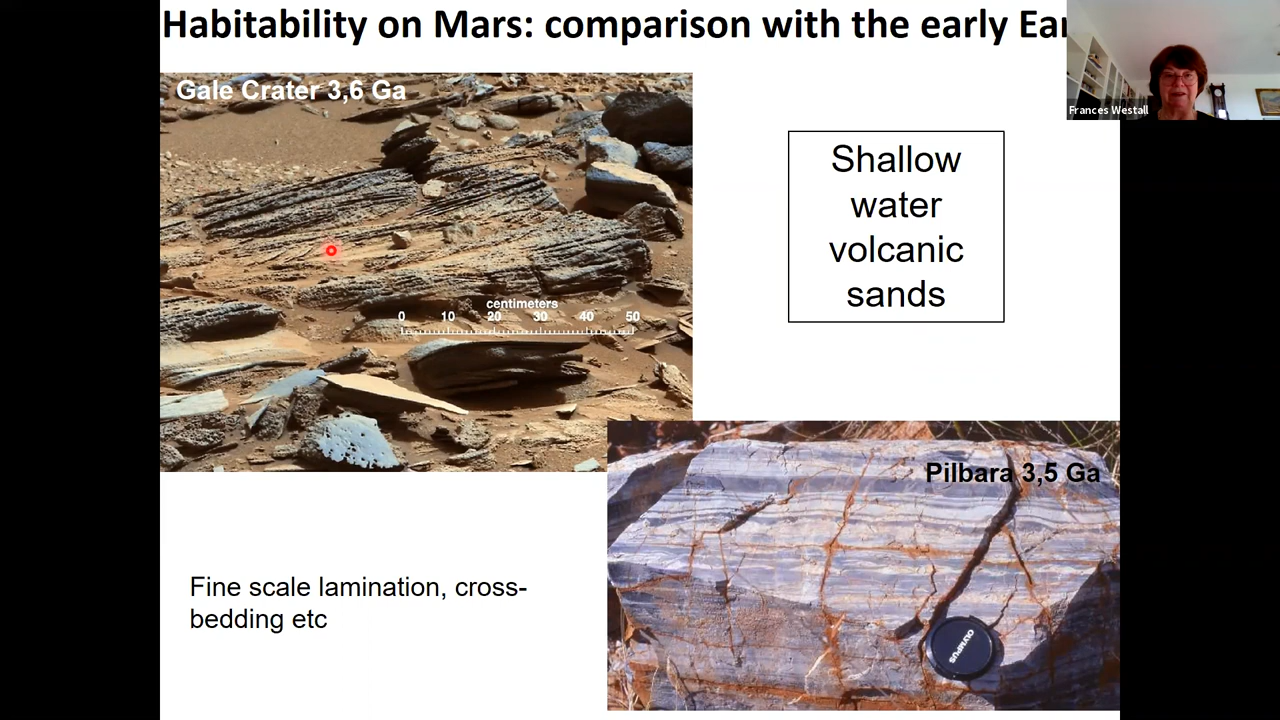 Habitability on Mars: comparison with the early Ear
Frances Westall
Gale Crater 3,6 Ga
Shallow
water
volcanic
sands
centimeters
0 10 20 30 40 50
Pilbara 3,5 Ga
Fine scale lamination, cross-
bedding etc
OLYMPUS